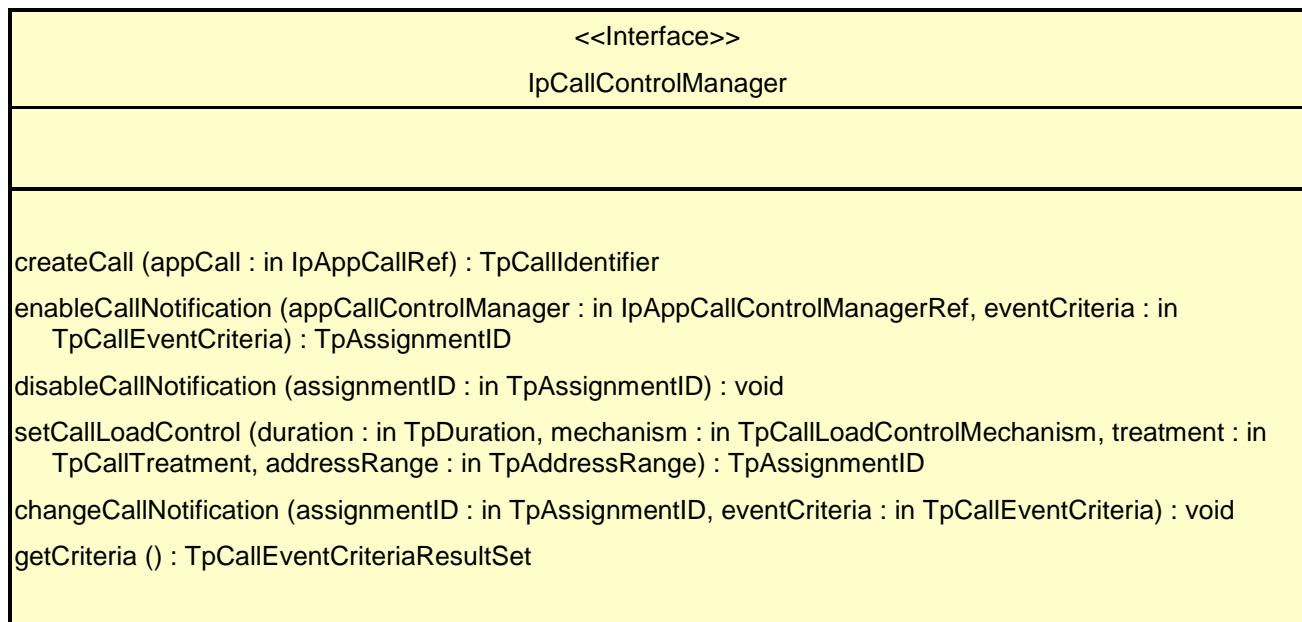 <<Interface>>
IpCallControlManager
createCall (appCall : in IpAppCallRef) : TpCallIdentifier
enableCallNotification (appCallControlManager : in IpAppCallControlManagerRef, eventCriteria : in
TpCallEventCriteria) : TpAssignmentID
disableCallNotification (assignmentID : in TpAssignmentID) : void
setCallLoadControl (duration : in TpDuration, mechanism : in TpCallLoadControlMechanism, treatment : in
TpCallTreatment, addressRange : in TpAddressRange) : TpAssignmentID
changeCallNotification (assignmentID : in TpAssignmentID, eventCriteria : in TpCallEventCriteria) : void
getCriteria () : TpCallEventCriteriaResultSet